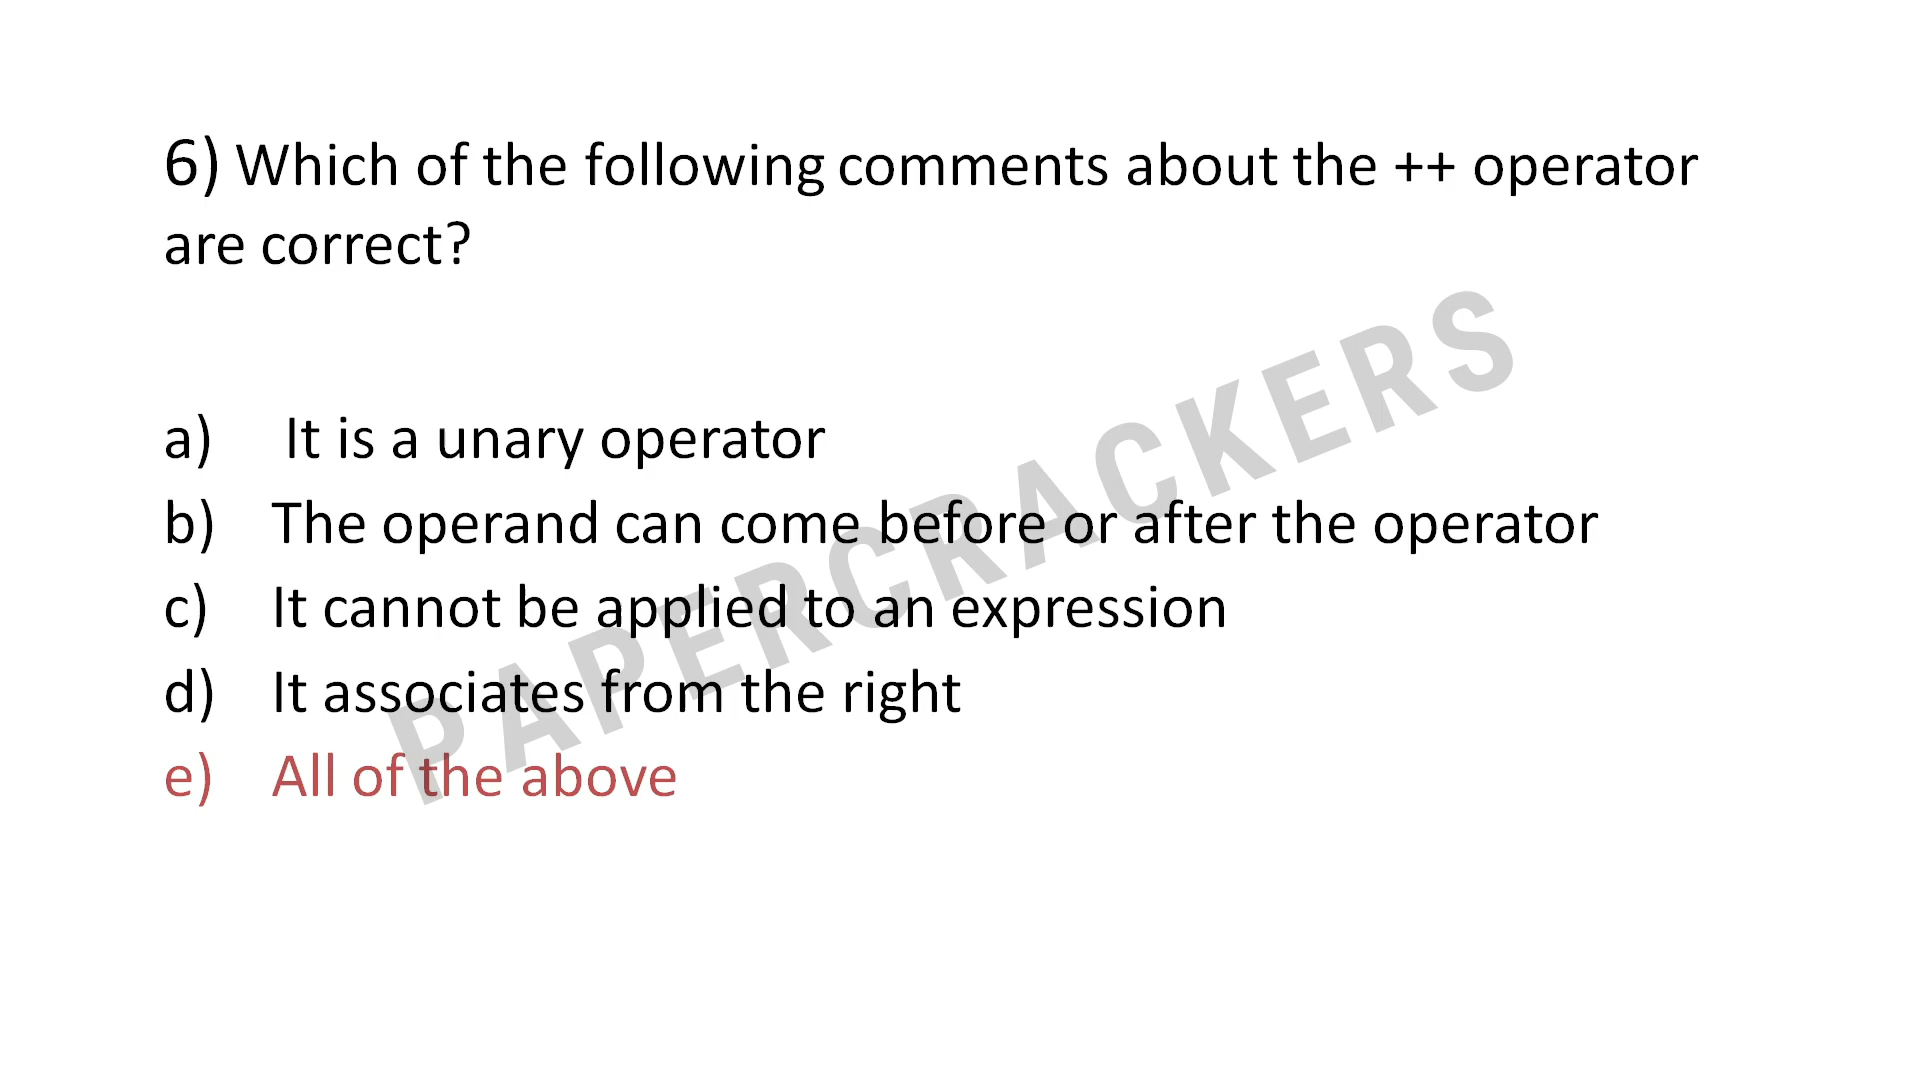 6) Which of the following comments about the ++ operator
are correct?
a) It is a unary operator
b) The operand can come before or after the operator
c) It cannot be applied to an expression
d) It associates from the right
e) All of the above
PAPERCRACKERS